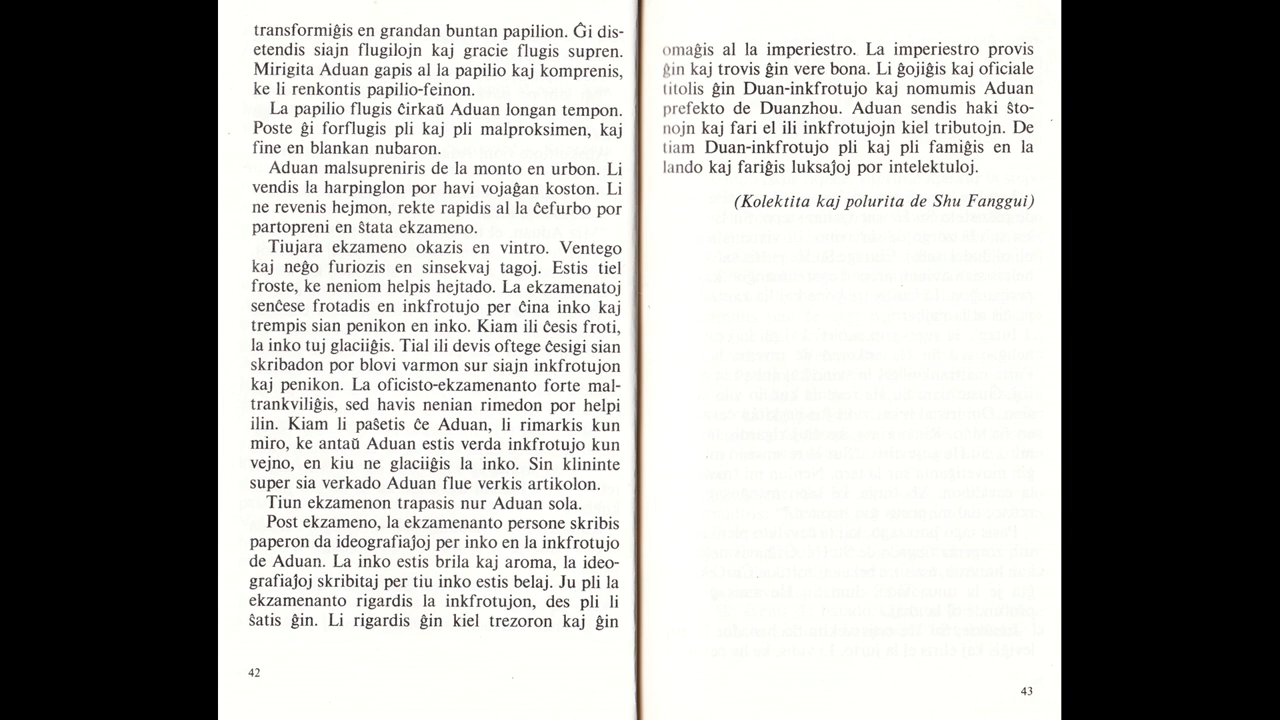 transformiĝis en grandan buntan papilion. Ĝi dis-
etendis siajn flugilojn kaj gracie flugis supren.
Mirigita Aduan gapis al la papilio kaj komprenis,
ke li renkontis papilio-feinon.
La papilio flugis ĉirkaŭ Aduan longan tempon.
Poste ĝi forflugis pli kaj pli malproksimen, kaj
fine en blankan nubaron.
Aduan malsupreniris de la monto en urbon. Li
vendis la harpinglon por havi vojaĝan koston. Li
ne revenis hejmon, rekte rapidis al la ĉefurbo por
partopreni en ŝtata ekzameno.
Tiujara ekzameno okazis en vintro. Ventego
kaj neĝo furiozis en sinsekvaj tagoj. Estis tiel
froste, ke neniom helpis hejtado. La ekzamenatoj
senĉese frotadis en inkfrotujo per ĉina inko kaj
trempis sian penikon en inko. Kiam ili ĉesis froti,
la inko tuj glaciiĝis. Tial ili devis oftege ĉesigi sian
skribadon por blovi varmon sur siajn inkfrotujon
kaj penikon. La oficisto-ekzamenanto forte mal-
trankviliĝis, sed havis nenian rimedon por helpi
ilin. Kiam li paŝetis ĉe Aduan, li rimarkis kun
miro, ke antaŭ Aduan estis verda inkfrotujo kun
vejno, en kiu ne glaciiĝis la inko. Sin klininte
super sia verkado Aduan flue verkis artikolon.
Tiun ekzamenon trapasis nur Aduan sola.
Post ekzameno, la ekzamenanto persone skribis
paperon da ideografiaĵoj per inko en la inkfrotujo
de Aduan. La inko estis brila kaj aroma, la ideo-
grafiaĵoj skribitaj per tiu inko estis belaj. Ju pli la
ekzamenanto rigardis la inkfrotujon, des pli li
ŝatis ĝin. Li rigardis ĝin kiel trezoron kaj ĝin
42
omaĝis al la imperiestro. La imperiestro provis
ĝin kaj trovis ĝin vere bona. Li ĝojiĝis kaj oficiale
titolis ĝin Duan-inkfrotujo kaj nomumis Aduan
prefekto de Duanzhou. Aduan sendis haki ŝto-
nojn kaj fari el ili inkfrotujojn kiel tributojn. De
tiam Duan-inkfrotujo pli kaj pli famiĝis en la
lando kaj fariĝis luksaĵoj por intelektuloj.
(Kolektita kaj polurita de Shu Fanggui)
43